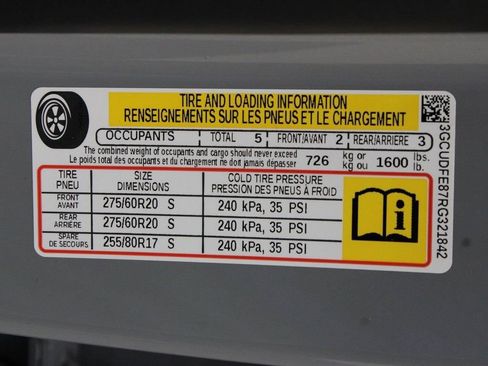 TIRE AND LOADING INFORMATION
RENSEIGNEMENTS SUR LES PNEUS ET LE CHARGEMENT
OCCUPANTS TOTAL 5 FRONT/AVANT 2 REAR/ARRIÈRE 3
The combined weight of occupants and cargo should never exceed 726 kg or 1600 lbs.
Le poids total des occupants et du chargement ne doit jamais dépasser kg ou lb.
TIRE SIZE COLD TIRE PRESSURE
PNEU DIMENSIONS PRESSION DES PNEUS À FROID
FRONT
AVANT 275/60R20 S 240 kPa, 35 PSI
REAR
ARRIÈRE 275/60R20 S 240 kPa, 35 PSI
SPARE
DE SECOURS 255/80R17 S 240 kPa, 35 PSI
3GCUDFE87RG321842